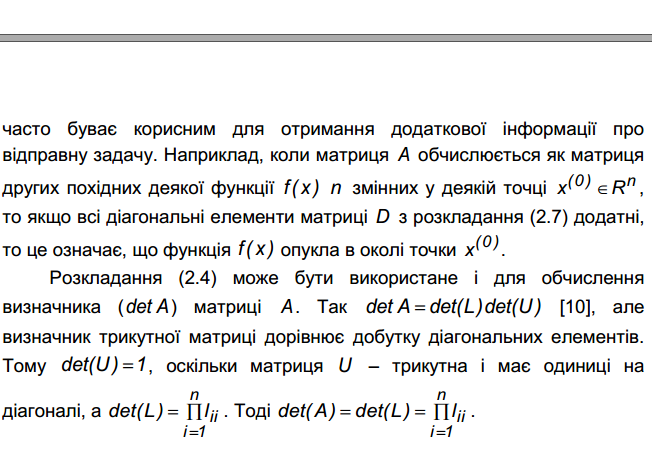 часто буває корисним для отримання додаткової інформації про
відправну задачу. Наприклад, коли матриця A обчислюється як матриця
других похідних деякої функції f(x) n змінних у деякій точці x^(0) ∈ R^n,
то якщо всі діагональні елементи матриці D з розкладання (2.7) додатні,
то це означає, що функція f(x) опукла в околі точки x^(0).
Розкладання (2.4) може бути використане і для обчислення
визначника (det A) матриці A. Так det A = det(L)det(U) [10], але
визначник трикутної матриці дорівнює добутку діагональних елементів.
Тому det(U) = 1, оскільки матриця U – трикутна і має одиниці на
діагоналі, а det(L) = ∏_{i=1}^{n} l_{ii}. Тоді det(A) = det(L) = ∏_{i=1}^{n} l_{ii}.